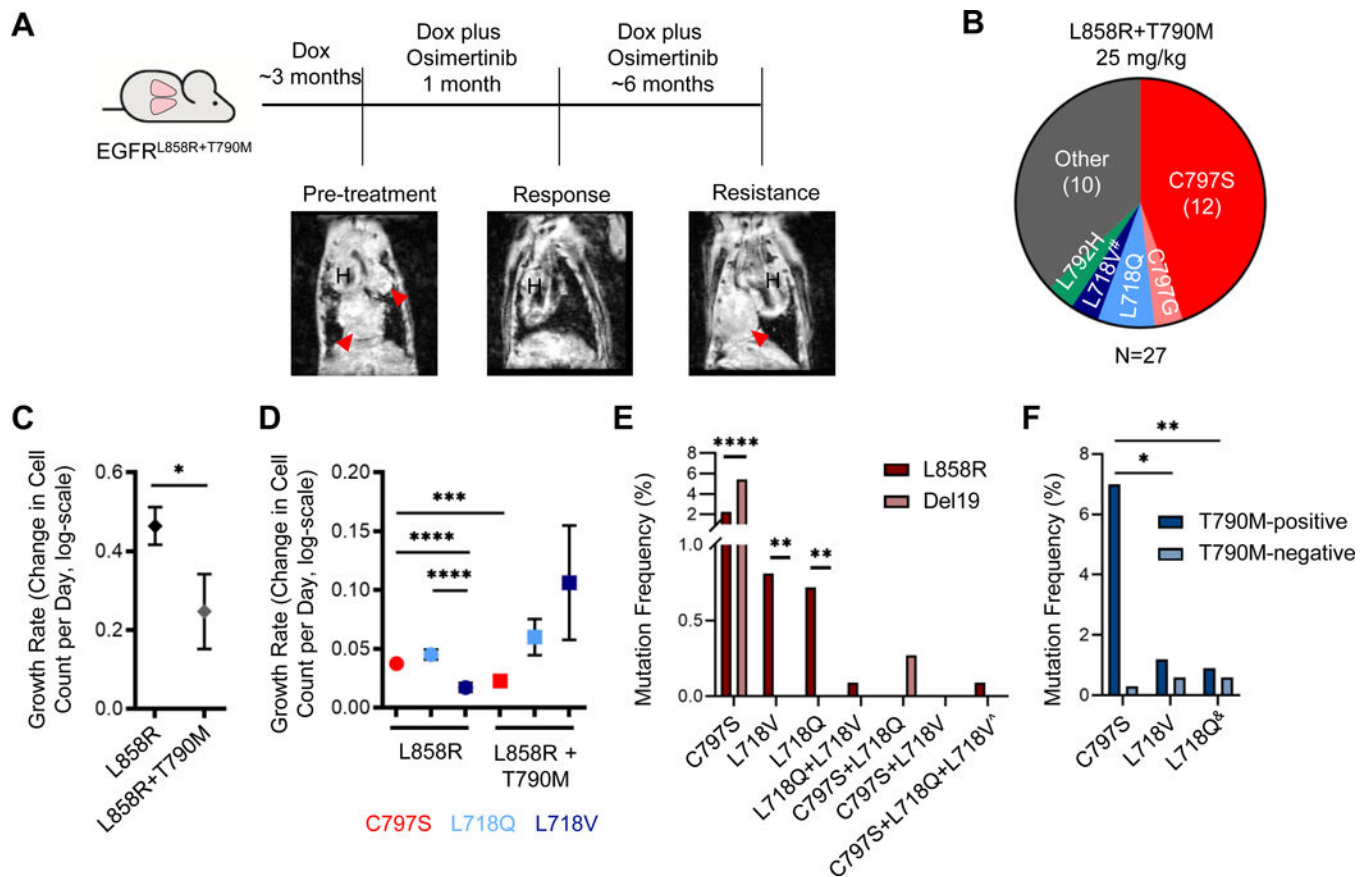 A
Dox
~3 months
Dox plus
Osimertinib
1 month
Dox plus
Osimertinib
~6 months
EGFRL858R+T790M
Pre-treatment
Response
Resistance
H
H
H
B
L858R+T790M
25 mg/kg
Other
(10)
C797S
(12)
L792H
L718V#
L718Q
C797G
N=27
C
Growth Rate (Change in Cell
Count per Day, log-scale)
0.6
0.4
0.2
0.0
*
L858R
L858R+T790M
D
Growth Rate (Change in Cell
Count per Day, log-scale)
0.20
0.15
0.10
0.05
0.00
***
****
****
L858R
L858R +
T790M
C797S L718Q L718V
E
Mutation Frequency (%)
8
6
4
2
1.0
0.5
0.0
****
**
**
L858R
Del19
C797S
L718V
L718Q
L718Q+L718V
C797S+L718Q
C797S+L718V
C797S+L718Q+L718V^
F
Mutation Frequency (%)
8
6
4
2
0
**
*
T790M-positive
T790M-negative
C797S
L718V
L718Q&